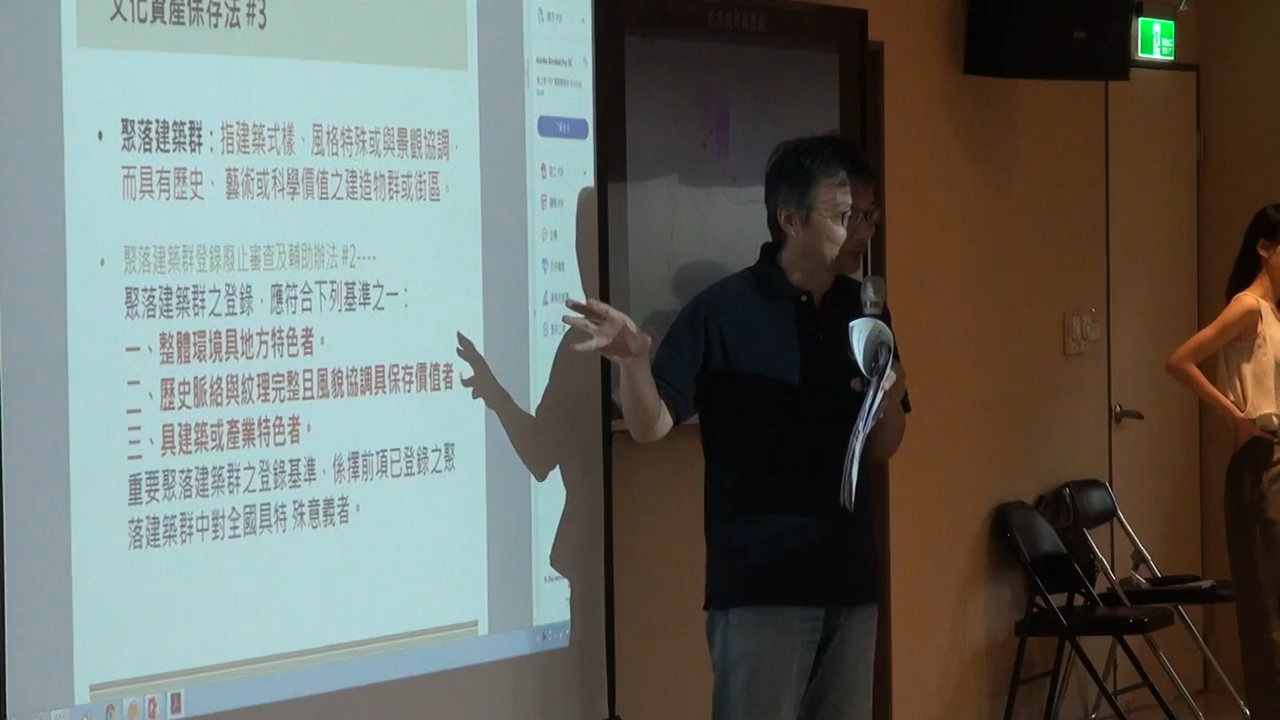 文化資產保存法 #3
• 聚落建築群：指建築式樣、風格特殊或與景觀協調，
而具有歷史、藝術或科學價值之建造物群或街區。
• 聚落建築群登錄廢止審查及輔助辦法 #2----
聚落建築群之登錄，應符合下列基準之一：
一、整體環境具地方特色者。
二、歷史脈絡與紋理完整且風貌協調具保存價值者
三、具建築或產業特色者。
重要聚落建築群之登錄基準，係擇前項已登錄之聚
落建築群中對全國具特 殊意義者。
Adobe Acrobat Pro DC
EXIT